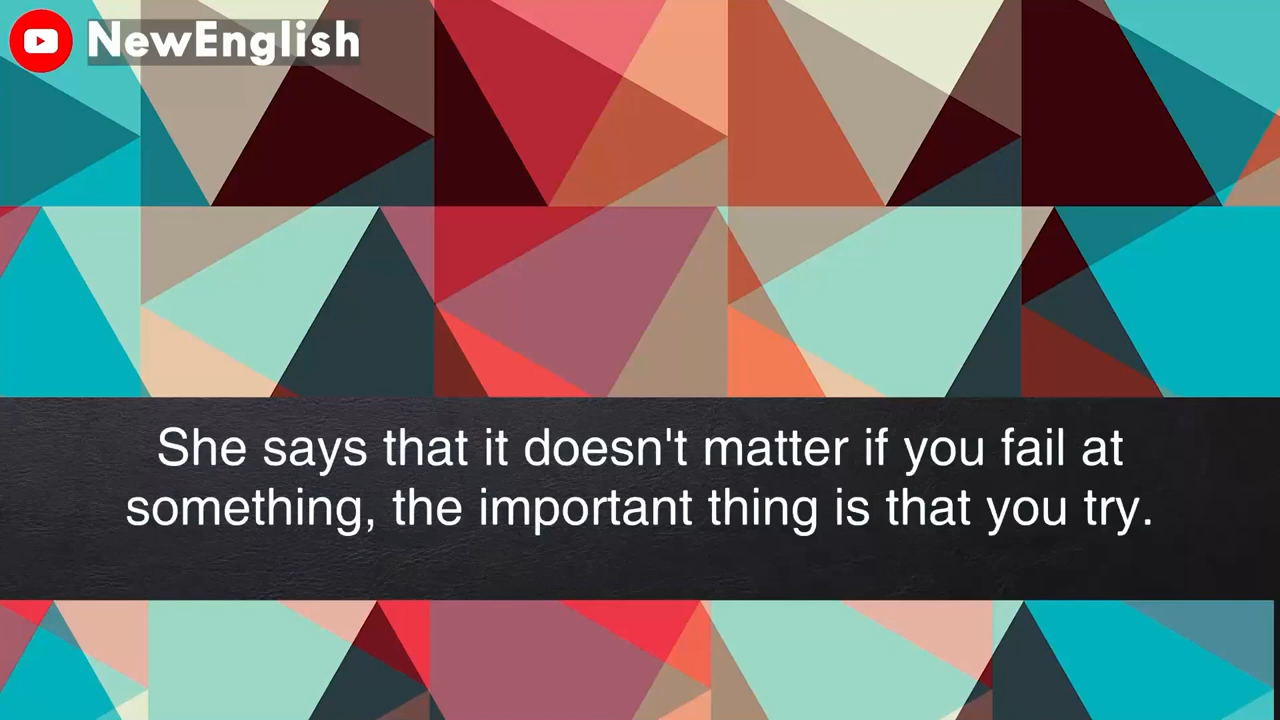 NewEnglish
She says that it doesn't matter if you fail at
something, the important thing is that you try.